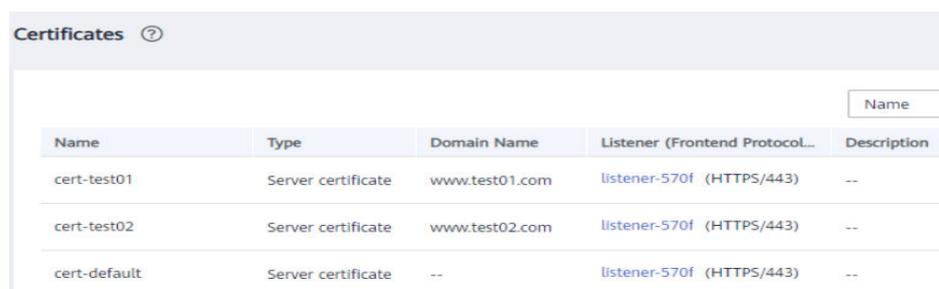 Certificates ?
Name
Name Type Domain Name Listener (Frontend Protocol... Description
cert-test01 Server certificate www.test01.com listener-570f (HTTPS/443) --
cert-test02 Server certificate www.test02.com listener-570f (HTTPS/443) --
cert-default Server certificate -- listener-570f (HTTPS/443) --